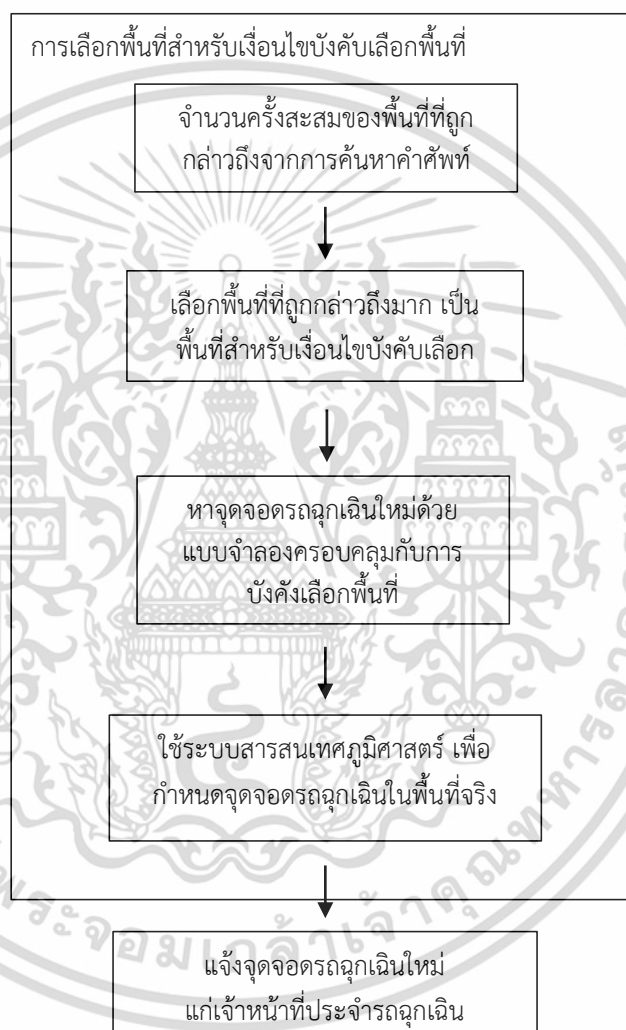 การเลือกพื้นที่สำหรับเงื่อนไขบังคับเลือกพื้นที่
จำนวนครั้งสะสมของพื้นที่ที่ถูก
กล่าวถึงจากการค้นหาคำศัพท์
เลือกพื้นที่ที่ถูกกล่าวถึงมาก เป็น
พื้นที่สำหรับเงื่อนไขบังคับเลือก
หาจุดจอดรถฉุกเฉินใหม่ด้วย
แบบจำลองครอบคลุมกับการ
บังคังเลือกพื้นที่
ใช้ระบบสารสนเทศภูมิศาสตร์ เพื่อ
กำหนดจุดจอดรถฉุกเฉินในพื้นที่จริง
แจ้งจุดจอดรถฉุกเฉินใหม่
แก่เจ้าหน้าที่ประจำรถฉุกเฉิน